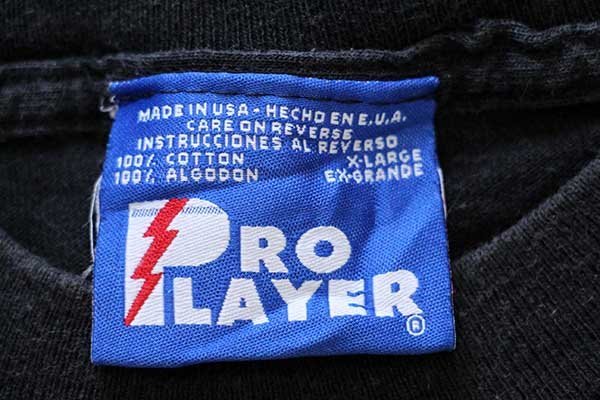 MADE IN USA - HECHO EN E.U.A.
CARE ON REVERSE
INSTRUCCIONES AL REVERSO
100% COTTON X-LARGE
100% ALGODON EX-GRANDE
PRO
PLAYER®